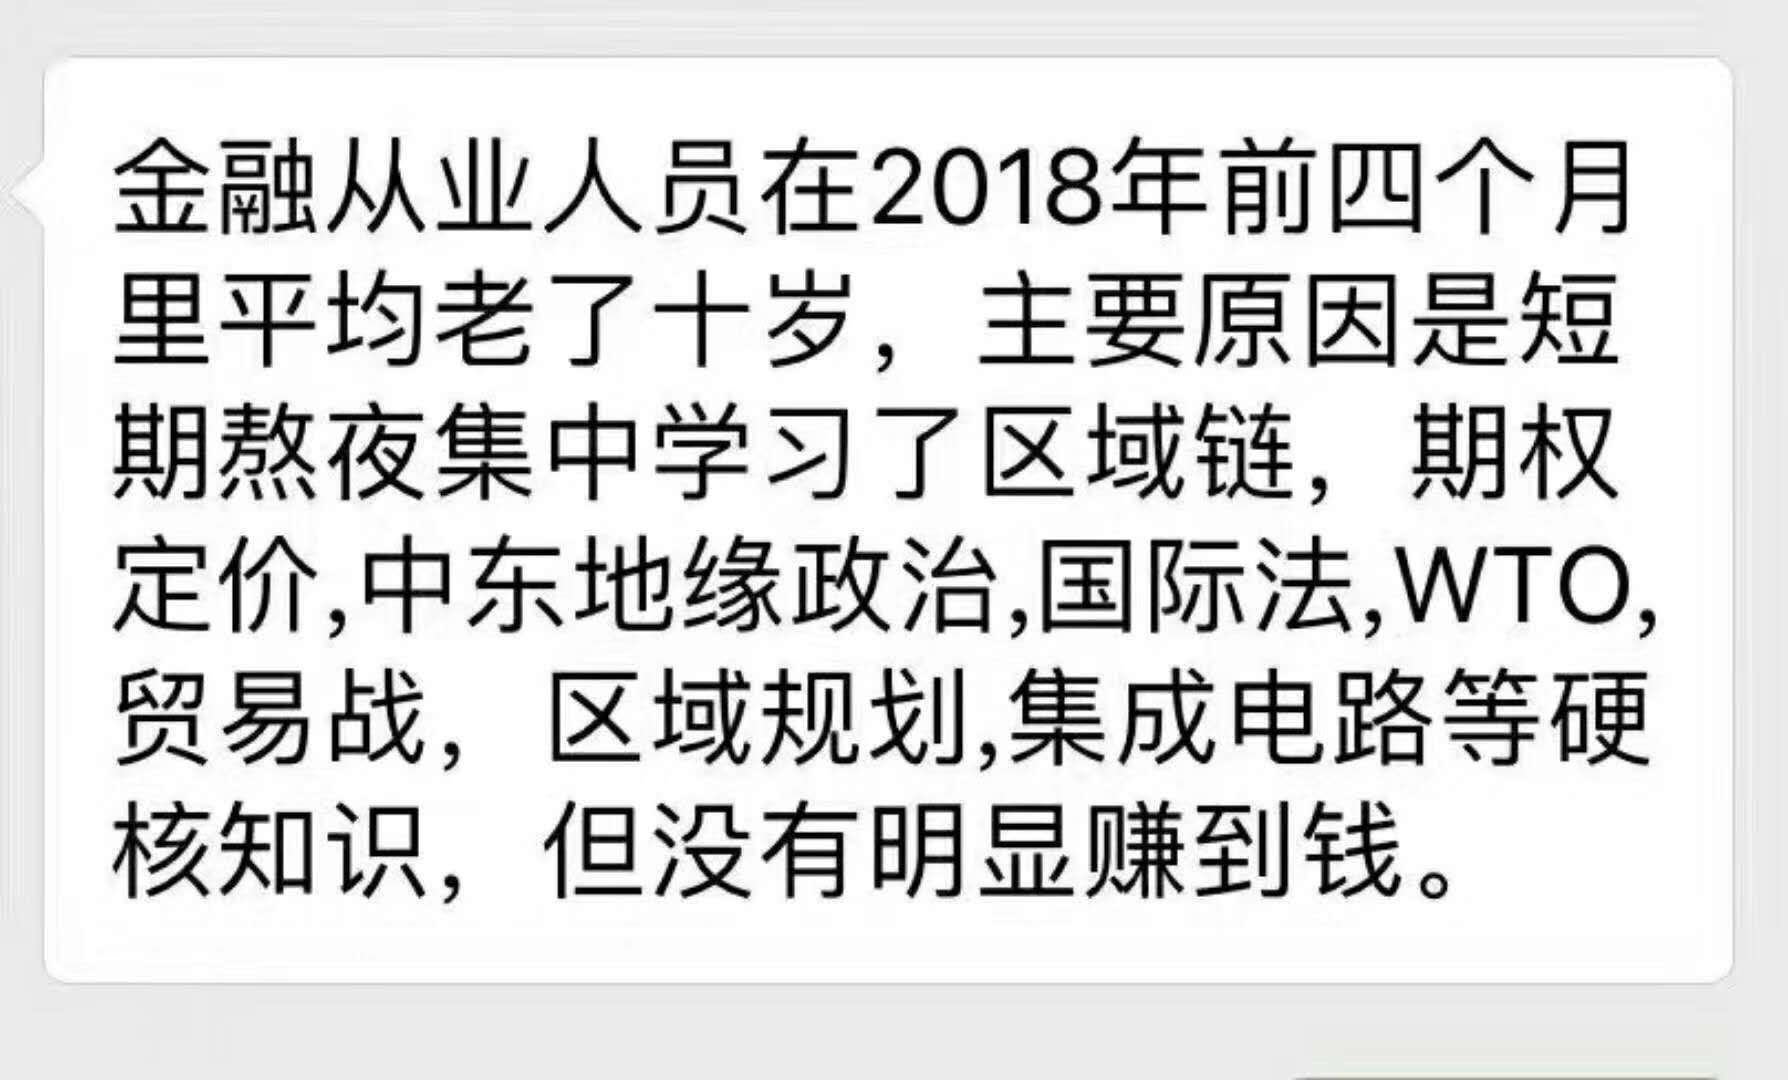 金融从业人员在2018年前四个月
里平均老了十岁，主要原因是短
期熬夜集中学习了区域链，期权
定价,中东地缘政治,国际法,WTO,
贸易战，区域规划,集成电路等硬
核知识，但没有明显赚到钱。